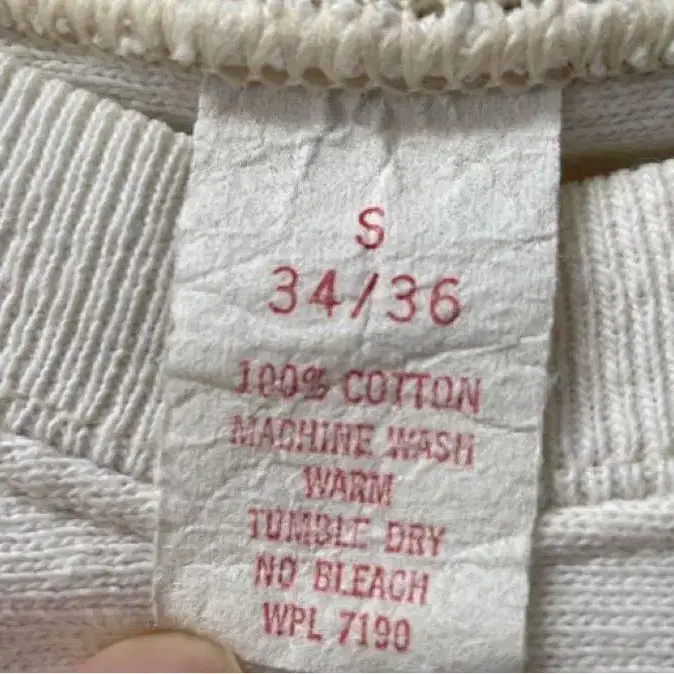 S
34/36
100% COTTON
MACHINE WASH
WARM
TUMBLE DRY
NO BLEACH
WPL 7190